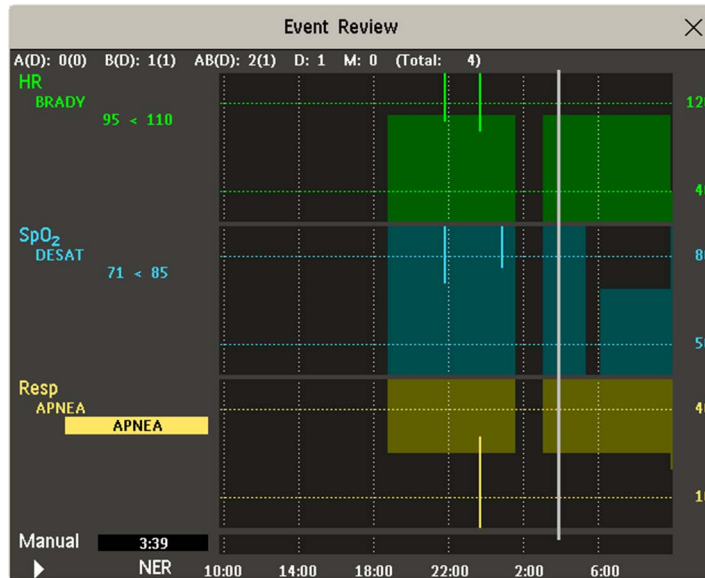 Event Review
A(D): 0(0) B(D): 1(1) AB(D): 2(1) D: 1 M: 0 (Total: 4)
HR
BRADY
95 < 110
SpO₂
DESAT
71 < 85
Resp
APNEA
APNEA
Manual 3:39
NER 10:00 14:00 18:00 22:00 2:00 6:00